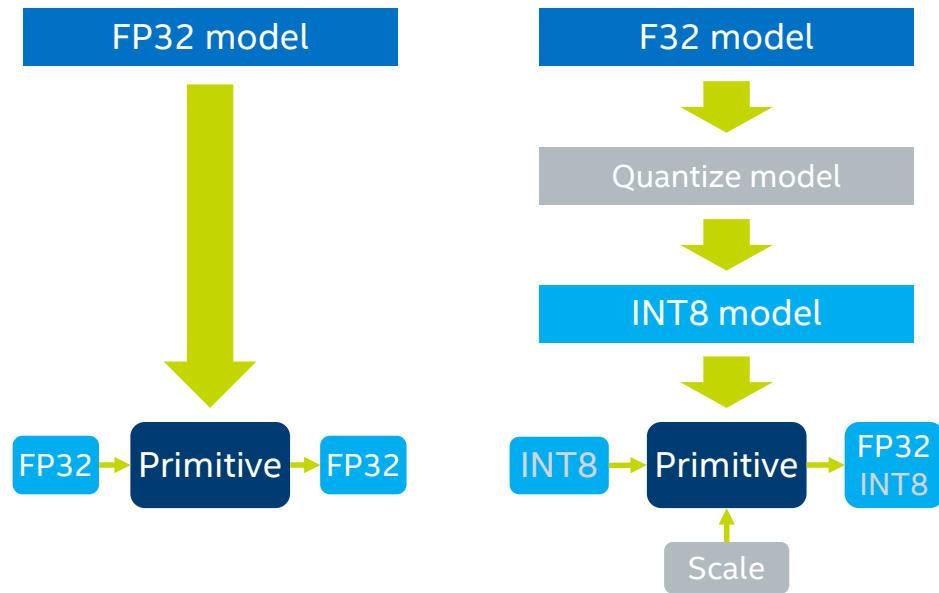 FP32 model
FP32
Primitive
FP32
F32 model
Quantize model
INT8 model
INT8
Primitive
FP32
INT8
Scale